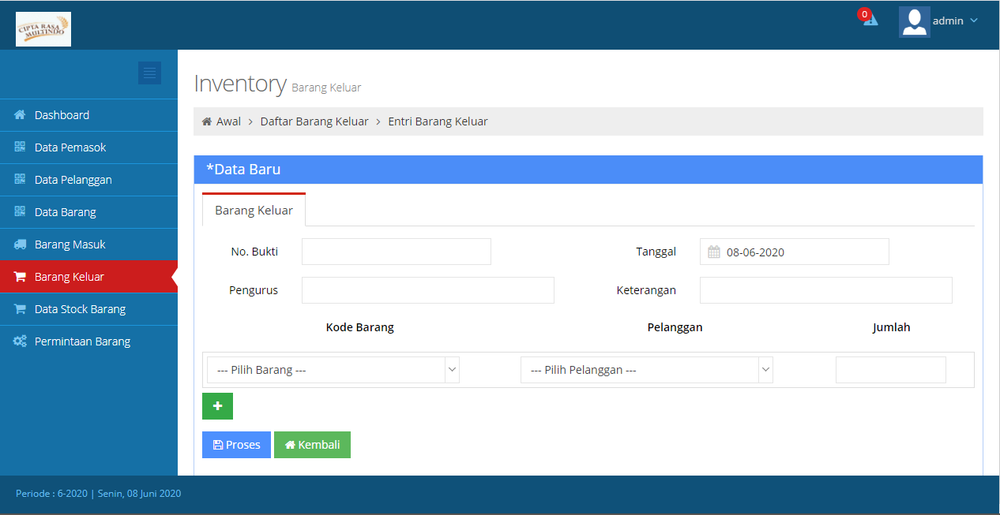 CIPTA RASA
MULTINDO
0
admin
Inventory Barang Keluar
Awal > Daftar Barang Keluar > Entri Barang Keluar
Dashboard
Data Pemasok
Data Pelanggan
Data Barang
Barang Masuk
Barang Keluar
Data Stock Barang
Permintaan Barang
*Data Baru
Barang Keluar
No. Bukti
Tanggal 08-06-2020
Pengurus
Keterangan
Kode Barang Pelanggan Jumlah
--- Pilih Barang --- --- Pilih Pelanggan ---
+
Proses Kembali
Periode : 6-2020 | Senin, 08 Juni 2020